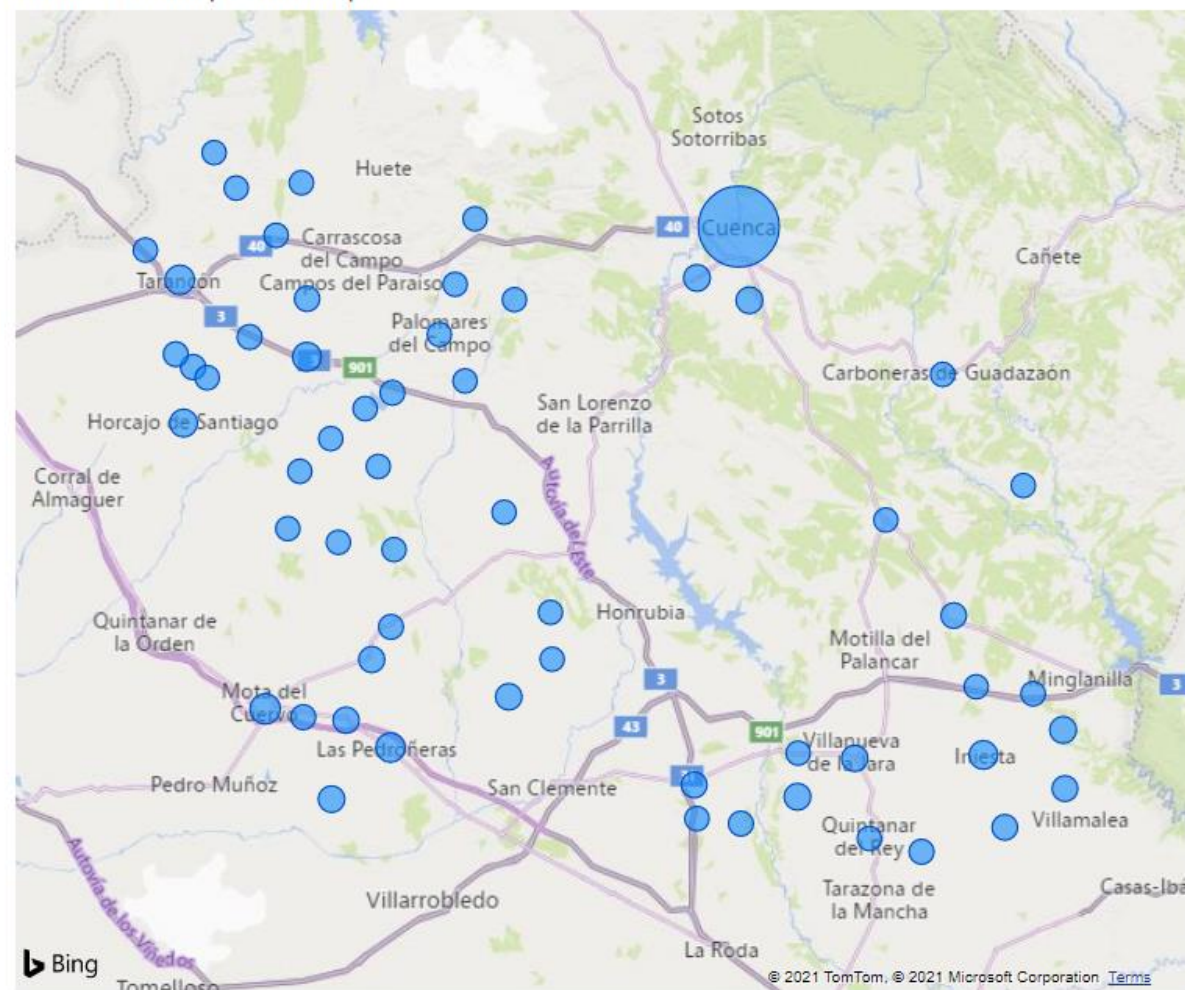 Sotos
Sotorribas
Huete
40
Cuenca
40
Carrascosa
del Campo
Cañete
Tarancón
Campos del Paraíso
3
Palomares
del Campo
901
Carboneras de Guadazaón
San Lorenzo
de la Parrilla
Horcajo de Santiago
Corral de
Almaguer
Autovía del Este
Quintanar de
la Orden
Honrubia
Motilla del
Palancar
3
Minglanilla
3
Mota del
Cuervo
43
901
Las Pedroñeras
Villanueva
de la Jara
Iniesta
Pedro Muñoz
San Clemente
Quintanar
del Rey
Villamalea
Autovía de los Viñedos
Villarrobledo
Tarazona de
la Mancha
Casas-Ibá
La Roda
Bing
© 2021 TomTom, © 2021 Microsoft Corporation Terms
Tomelloso